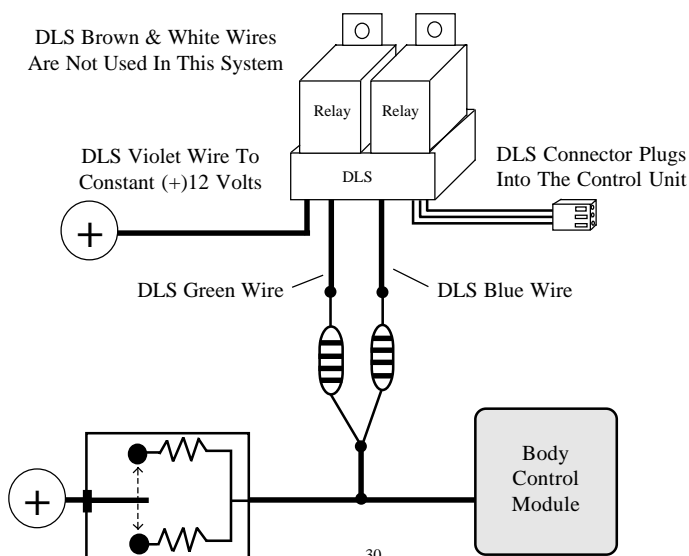 DLS Brown & White Wires
Are Not Used In This System
Relay
Relay
DLS Violet Wire To
Constant (+)12 Volts
DLS
DLS Connector Plugs
Into The Control Unit
+
DLS Green Wire
DLS Blue Wire
Body
Control
Module
+
30